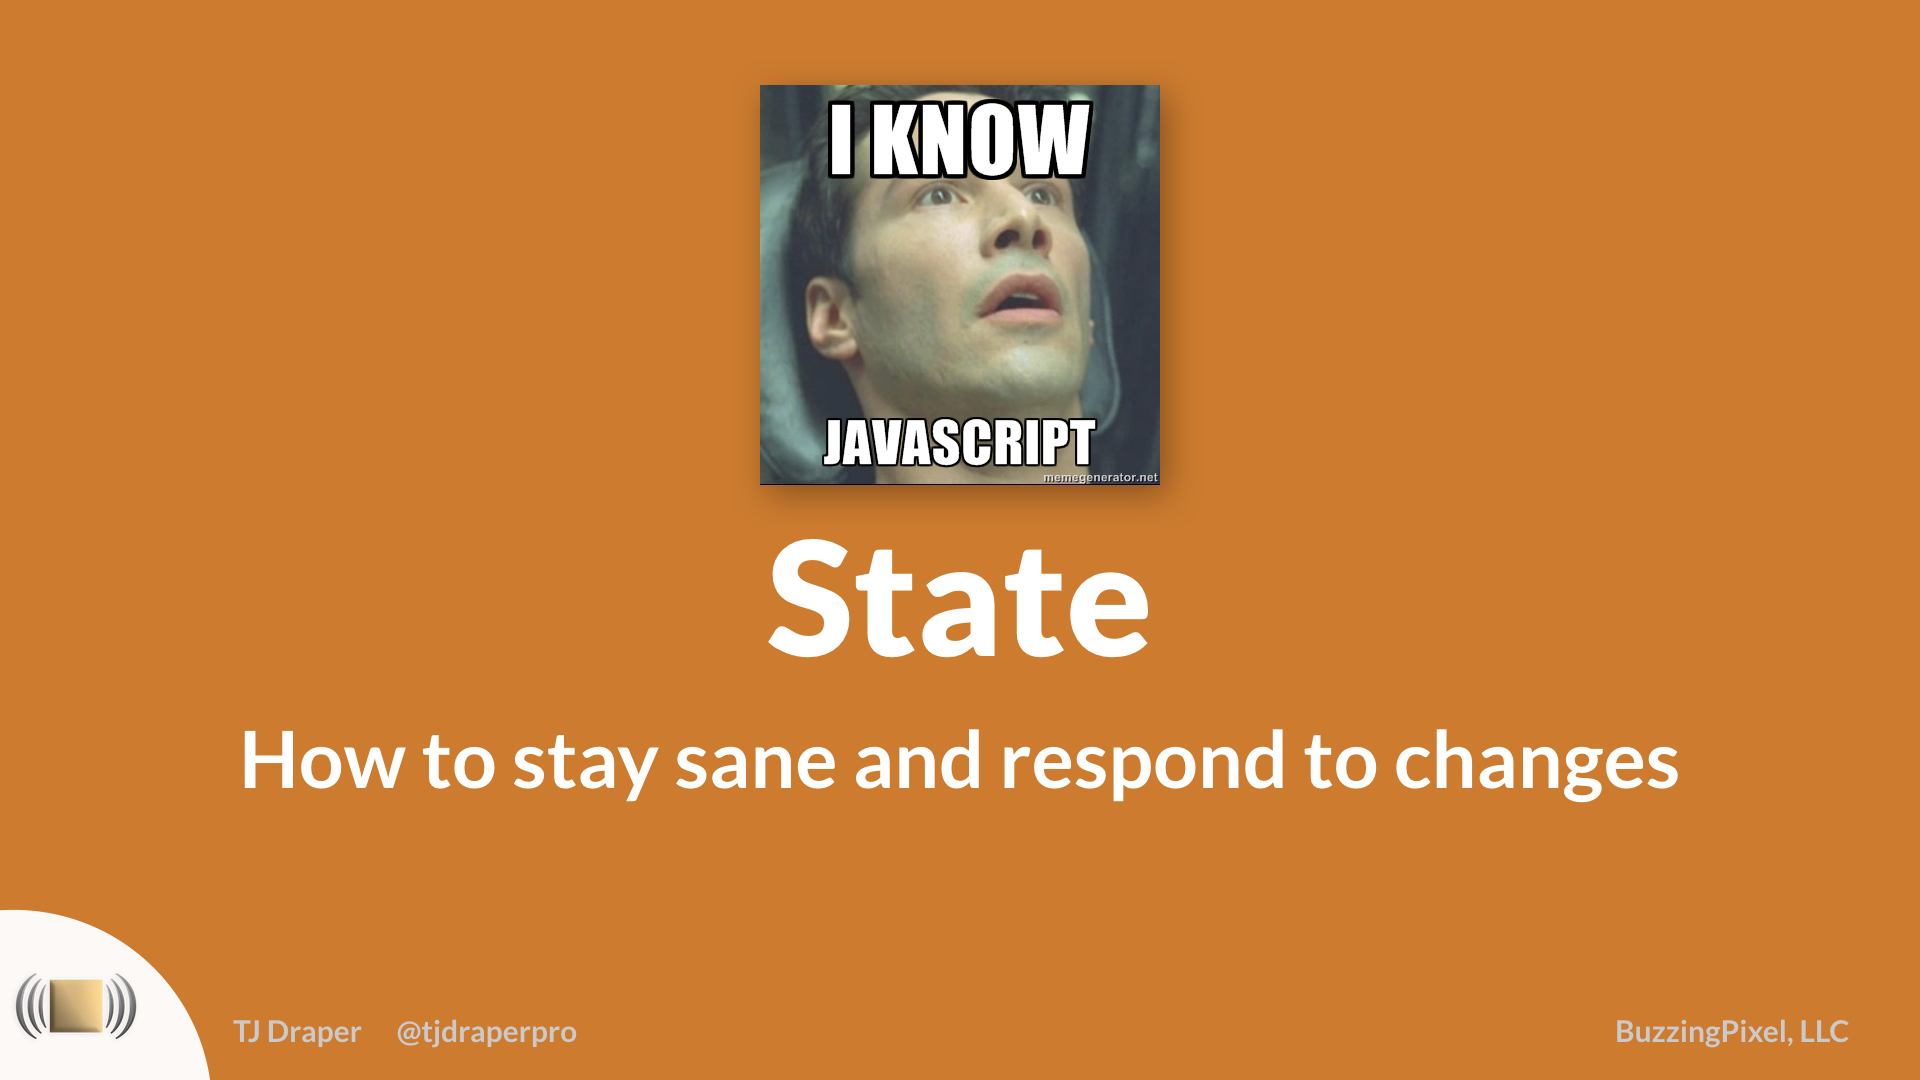 I KNOW
JAVASCRIPT
memegenerator.net
State
How to stay sane and respond to changes
TJ Draper @tjdraperpro
BuzzingPixel, LLC